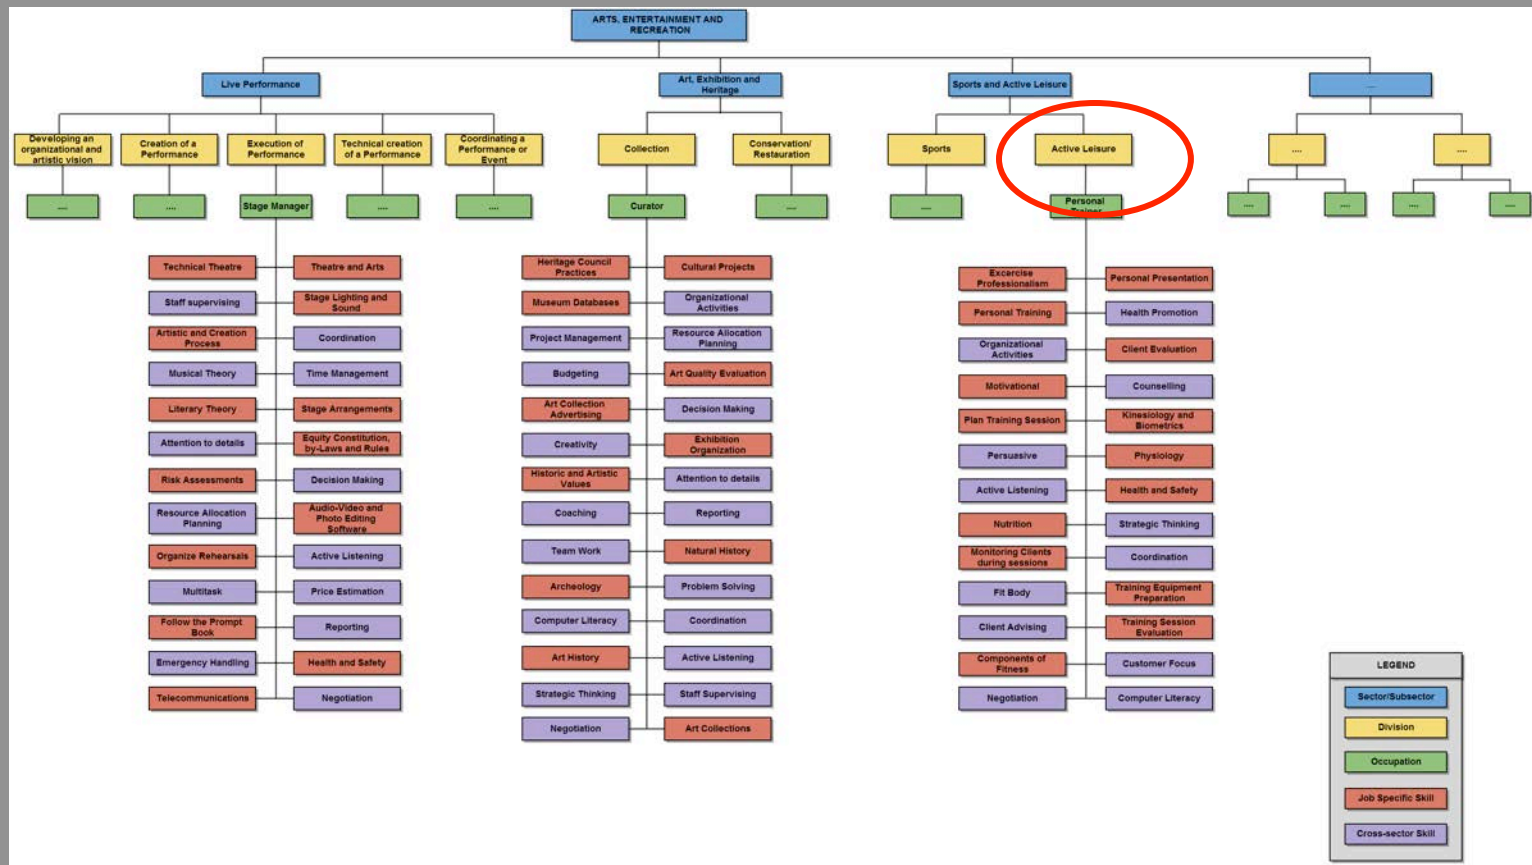 ARTS, ENTERTAINMENT AND
RECREATION
Live Performance
Art, Exhibition and
Heritage
Sports and Active Leisure
....
Developing an
organizational and
artistic vision
Creation of a
Performance
Execution of
Performance
Technical creation
of a Performance
Coordinating a
Performance or
Event
Collection
Conservation/
Restauration
Sports
Active Leisure
....
....
....
....
Stage Manager
....
....
Curator
....
....
Personal
Trainer
....
....
....
....
Technical Theatre
Theatre and Arts
Staff supervising
Stage Lighting and
Sound
Artistic and Creation
Process
Coordination
Musical Theory
Time Management
Literary Theory
Stage Arrangements
Attention to details
Equity Constitution,
by-Laws and Rules
Risk Assessments
Decision Making
Resource Allocation
Planning
Audio-Video and
Photo Editing
Software
Organize Rehearsals
Active Listening
Multitask
Price Estimation
Follow the Prompt
Book
Reporting
Emergency Handling
Health and Safety
Telecommunications
Negotiation
Heritage Council
Practices
Cultural Projects
Museum Databases
Organizational
Activities
Project Management
Resource Allocation
Planning
Budgeting
Art Quality Evaluation
Art Collection
Advertising
Decision Making
Creativity
Exhibition
Organization
Historic and Artistic
Values
Attention to details
Coaching
Reporting
Team Work
Natural History
Archeology
Problem Solving
Computer Literacy
Coordination
Art History
Active Listening
Strategic Thinking
Staff Supervising
Negotiation
Art Collections
Excercise
Professionalism
Personal Presentation
Personal Training
Health Promotion
Organizational
Activities
Client Evaluation
Motivational
Counselling
Plan Training Session
Kinesiology and
Biometrics
Persuasive
Physiology
Active Listening
Health and Safety
Nutrition
Strategic Thinking
Monitoring Clients
during sessions
Coordination
Fit Body
Training Equipment
Preparation
Client Advising
Training Session
Evaluation
Components of
Fitness
Customer Focus
Negotiation
Computer Literacy
LEGEND
Sector/Subsector
Division
Occupation
Job Specific Skill
Cross-sector Skill